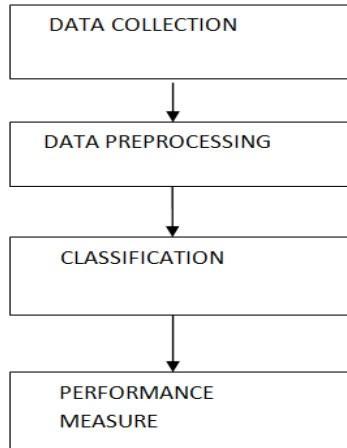 DATA COLLECTION
DATA PREPROCESSING
CLASSIFICATION
PERFORMANCE
MEASURE